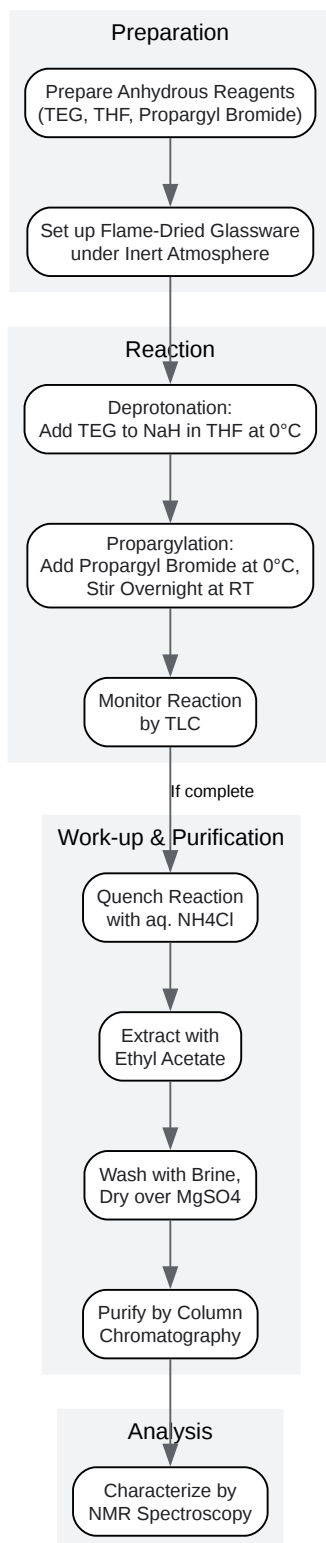 Preparation
Prepare Anhydrous Reagents
(TEG, THF, Propargyl Bromide)
Set up Flame-Dried Glassware
under Inert Atmosphere
Reaction
Deprotonation:
Add TEG to NaH in THF at 0°C
Propargylation:
Add Propargyl Bromide at 0°C,
Stir Overnight at RT
Monitor Reaction
by TLC
If complete
Work-up & Purification
Quench Reaction
with aq. NH4Cl
Extract with
Ethyl Acetate
Wash with Brine,
Dry over MgSO4
Purify by Column
Chromatography
Analysis
Characterize by
NMR Spectroscopy